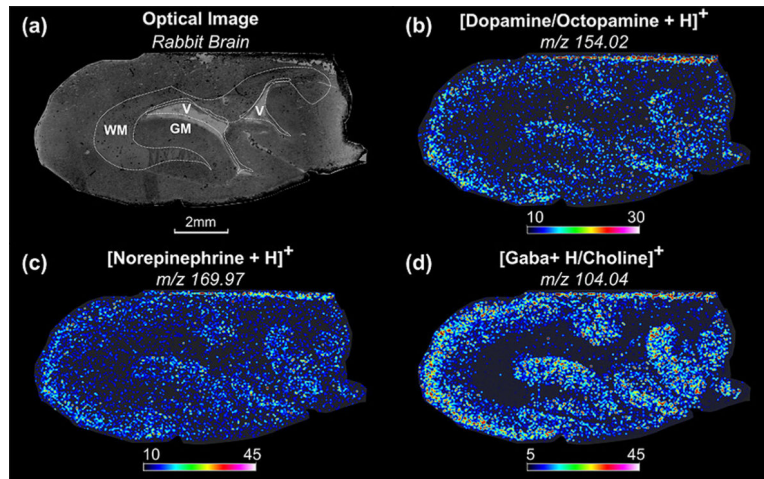 (a)
Optical Image
Rabbit Brain
V
V
WM
GM
2mm
(b)
[Dopamine/Octopamine + H]+
m/z 154.02
10 30
(c)
[Norepinephrine + H]+
m/z 169.97
10 45
(d)
[Gaba+ H/Choline]+
m/z 104.04
5 45